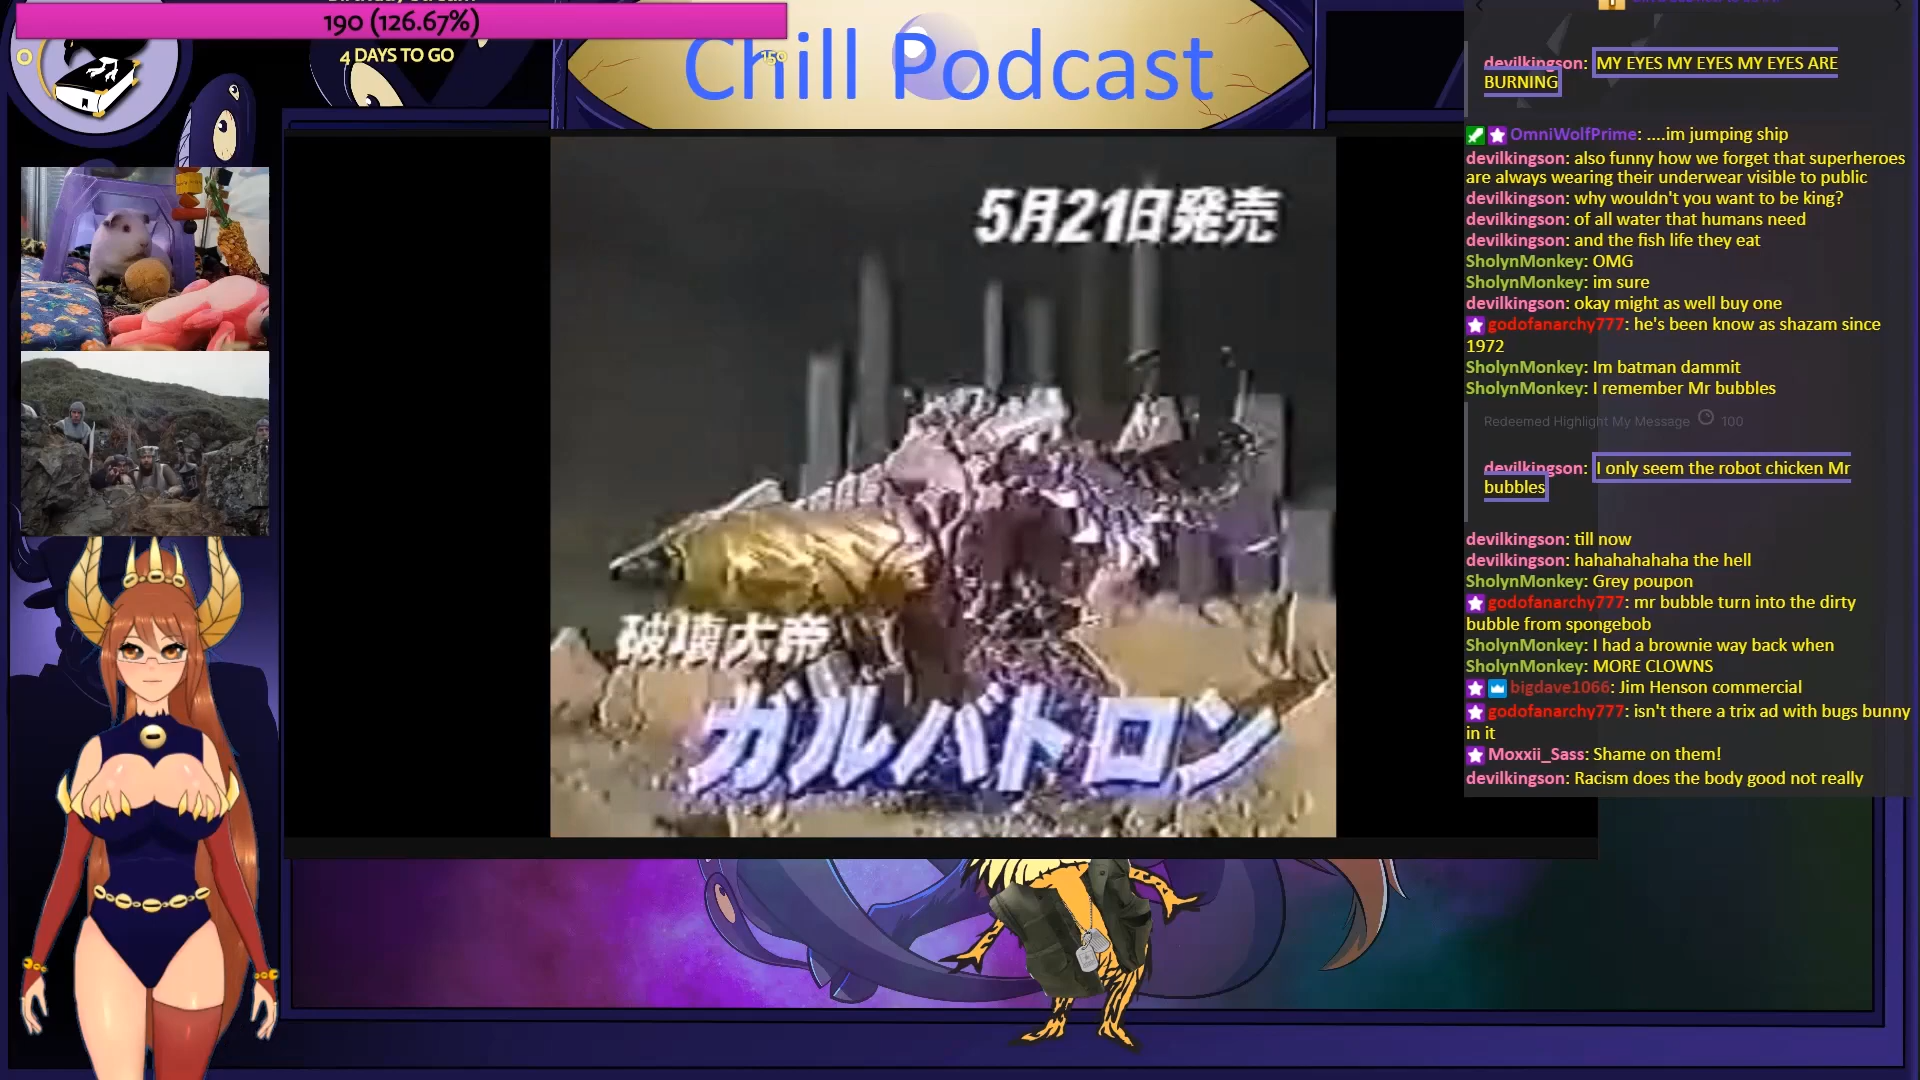 190 (126.67%)
4 DAYS TO GO
150
Chill Podcast
5月21日発売
破壊大帝
ガルバトロン
devilkingson: MY EYES MY EYES MY EYES ARE
BURNING
OmniWolfPrime: ....im jumping ship
devilkingson: also funny how we forget that superheroes
are always wearing their underwear visible to public
devilkingson: why wouldn't you want to be king?
devilkingson: of all water that humans need
devilkingson: and the fish life they eat
SholynMonkey: OMG
SholynMonkey: im sure
devilkingson: okay might as well buy one
godofanarchy777: he's been know as shazam since
1972
SholynMonkey: Im batman dammit
SholynMonkey: I remember Mr bubbles
Redeemed Highlight My Message 100
devilkingson: I only seem the robot chicken Mr
bubbles
devilkingson: till now
devilkingson: hahahahahaha the hell
SholynMonkey: Grey poupon
godofanarchy777: mr bubble turn into the dirty
bubble from spongebob
SholynMonkey: I had a brownie way back when
SholynMonkey: MORE CLOWNS
bigdave1066: Jim Henson commercial
godofanarchy777: isn't there a trix ad with bugs bunny
in it
Moxxii_Sass: Shame on them!
devilkingson: Racism does the body good not really